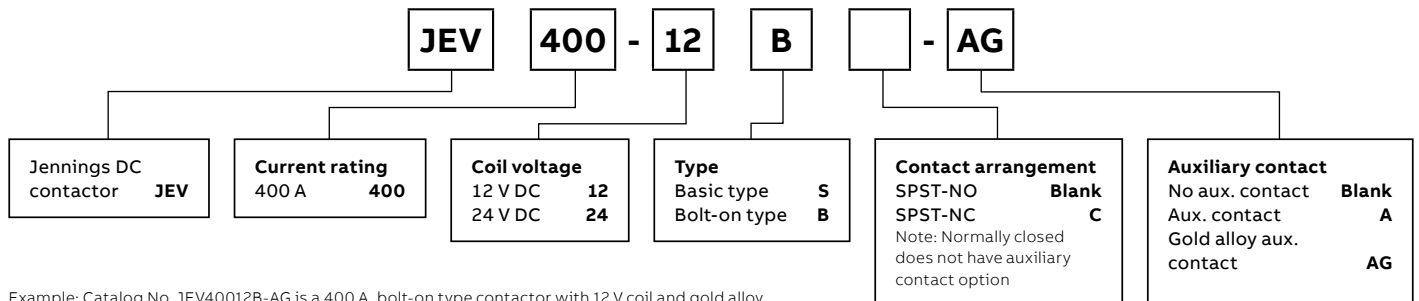 JEV 400 - 12 B - AG
Jennings DC
contactor JEV
Current rating
400 A 400
Coil voltage
12 V DC 12
24 V DC 24
Type
Basic type S
Bolt-on type B
Contact arrangement
SPST-NO Blank
SPST-NC C
Note: Normally closed
does not have auxiliary
contact option
Auxiliary contact
No aux. contact Blank
Aux. contact A
Gold alloy aux.
contact AG
Example: Catalog No. JEV40012B-AG is a 400 A, bolt-on type contactor with 12 V coil and gold alloy